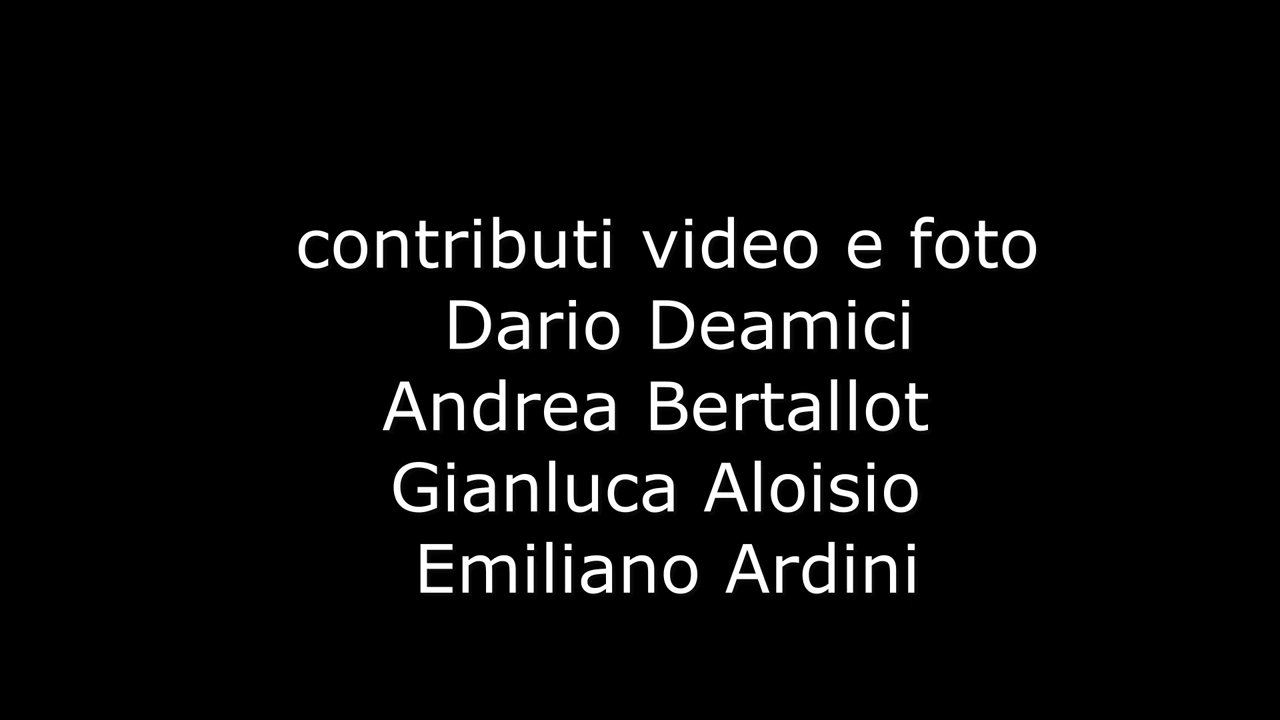 contributi video e foto
Dario Deamici
Andrea Bertallot
Gianluca Aloisio
Emiliano Ardini